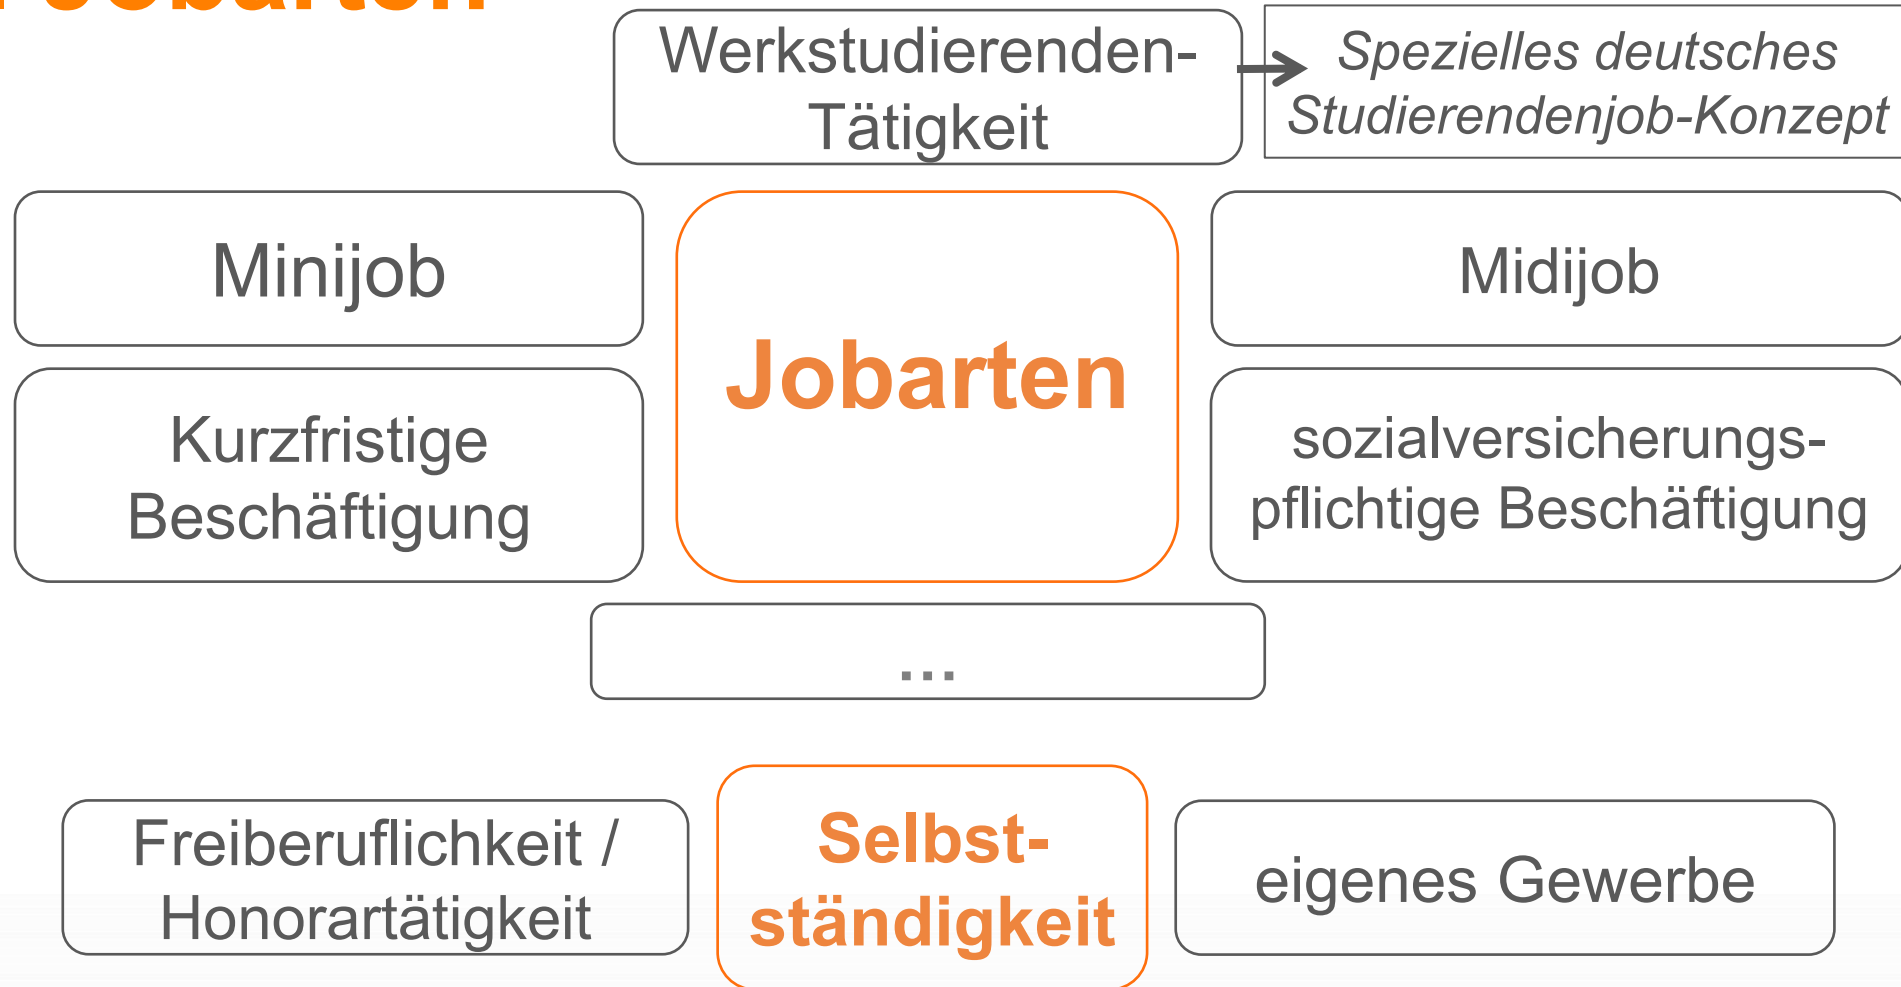 Jobarten
Werkstudierenden-
Tätigkeit
Spezielles deutsches
Studierendenjob-Konzept
Minijob
Jobarten
Midijob
Kurzfristige
Beschäftigung
sozialversicherungs-
pflichtige Beschäftigung
...
Freiberuflichkeit /
Honorartätigkeit
Selbst-
ständigkeit
eigenes Gewerbe